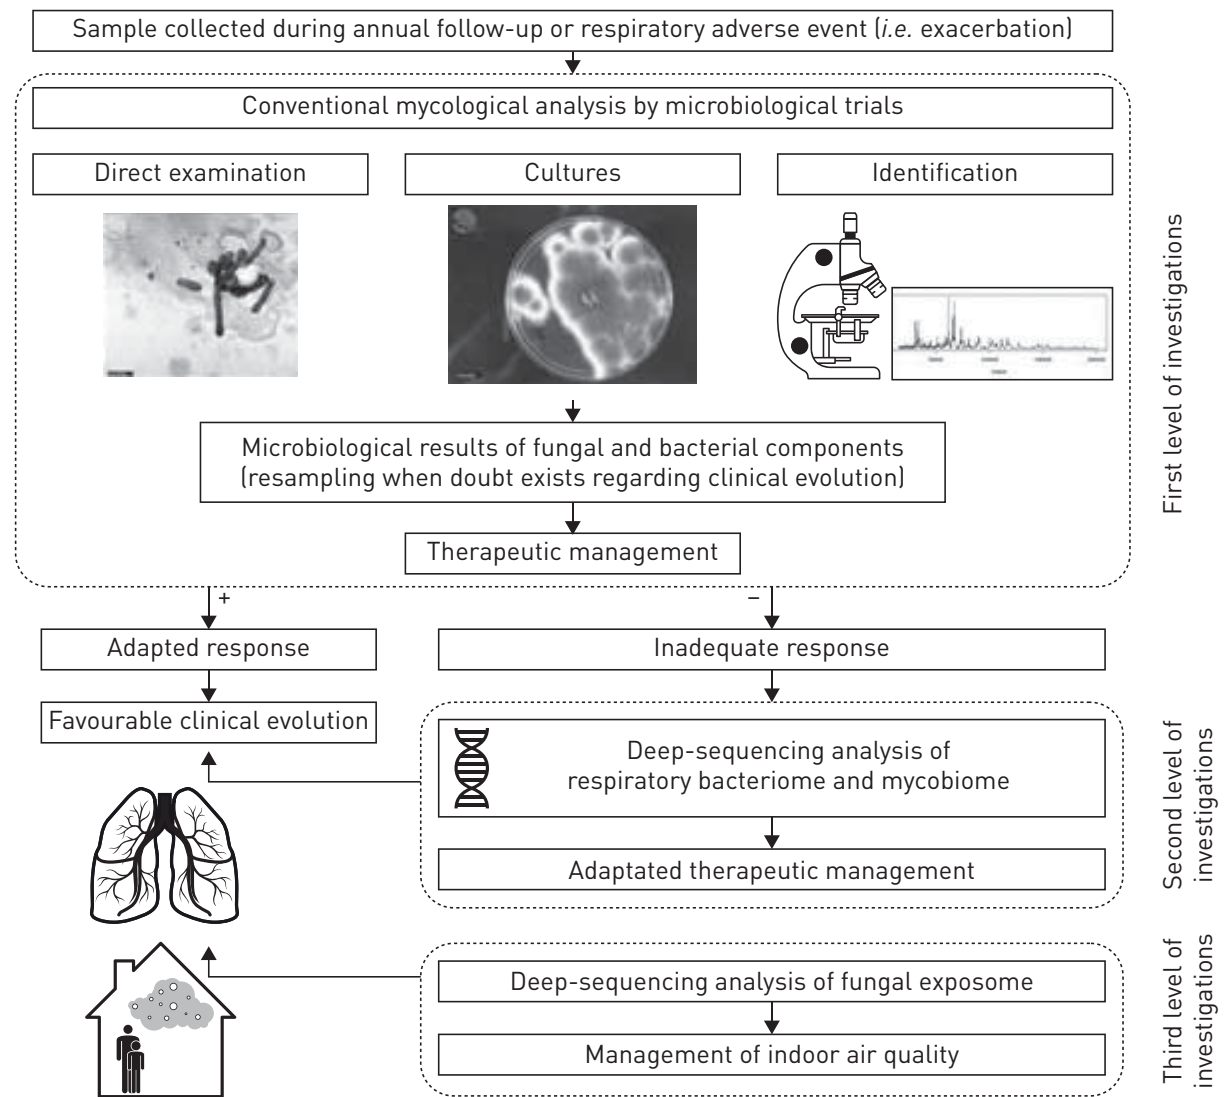 Sample collected during annual follow-up or respiratory adverse event (i.e. exacerbation)
Conventional mycological analysis by microbiological trials
Direct examination
Cultures
Identification
Microbiological results of fungal and bacterial components
(resampling when doubt exists regarding clinical evolution)
Therapeutic management
First level of investigations
+
–
Adapted response
Inadequate response
Favourable clinical evolution
Deep-sequencing analysis of
respiratory bacteriome and mycobiome
Adaptated therapeutic management
Second level of
investigations
Deep-sequencing analysis of fungal exposome
Management of indoor air quality
Third level of
investigations